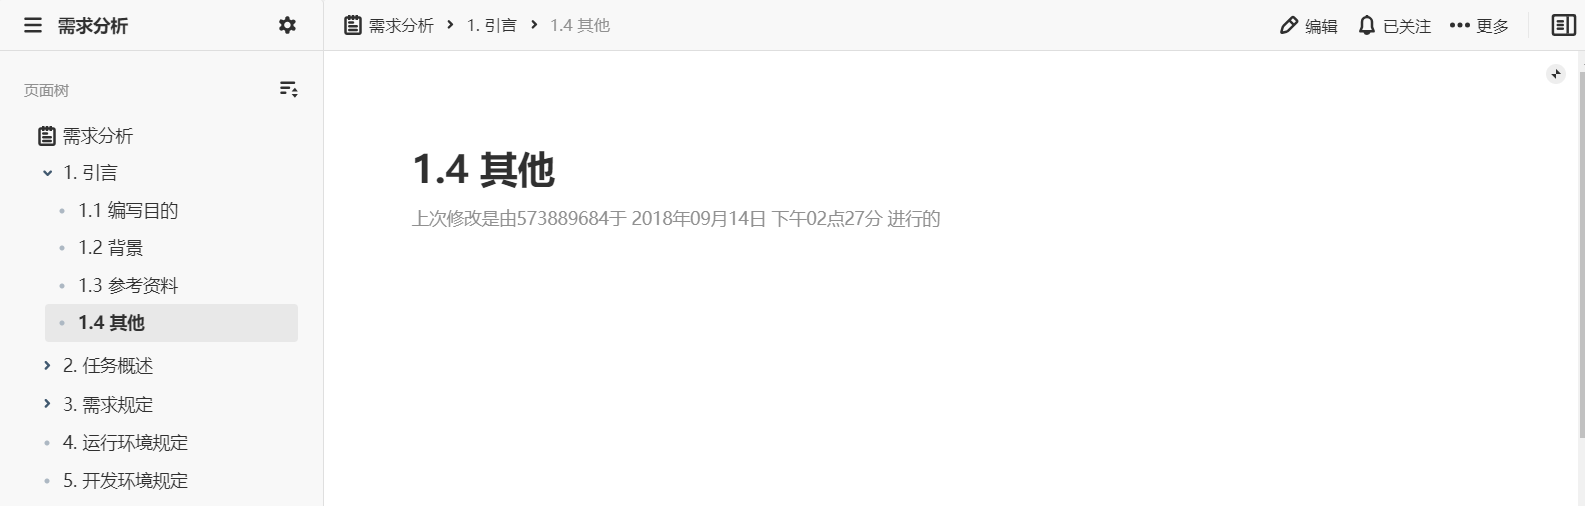 需求分析
需求分析 1. 引言 1.4 其他
编辑 已关注 更多
页面树
需求分析
1. 引言
1.1 编写目的
1.2 背景
1.3 参考资料
1.4 其他
2. 任务概述
3. 需求规定
4. 运行环境规定
5. 开发环境规定
1.4 其他
上次修改是由573889684于 2018年09月14日 下午02点27分 进行的